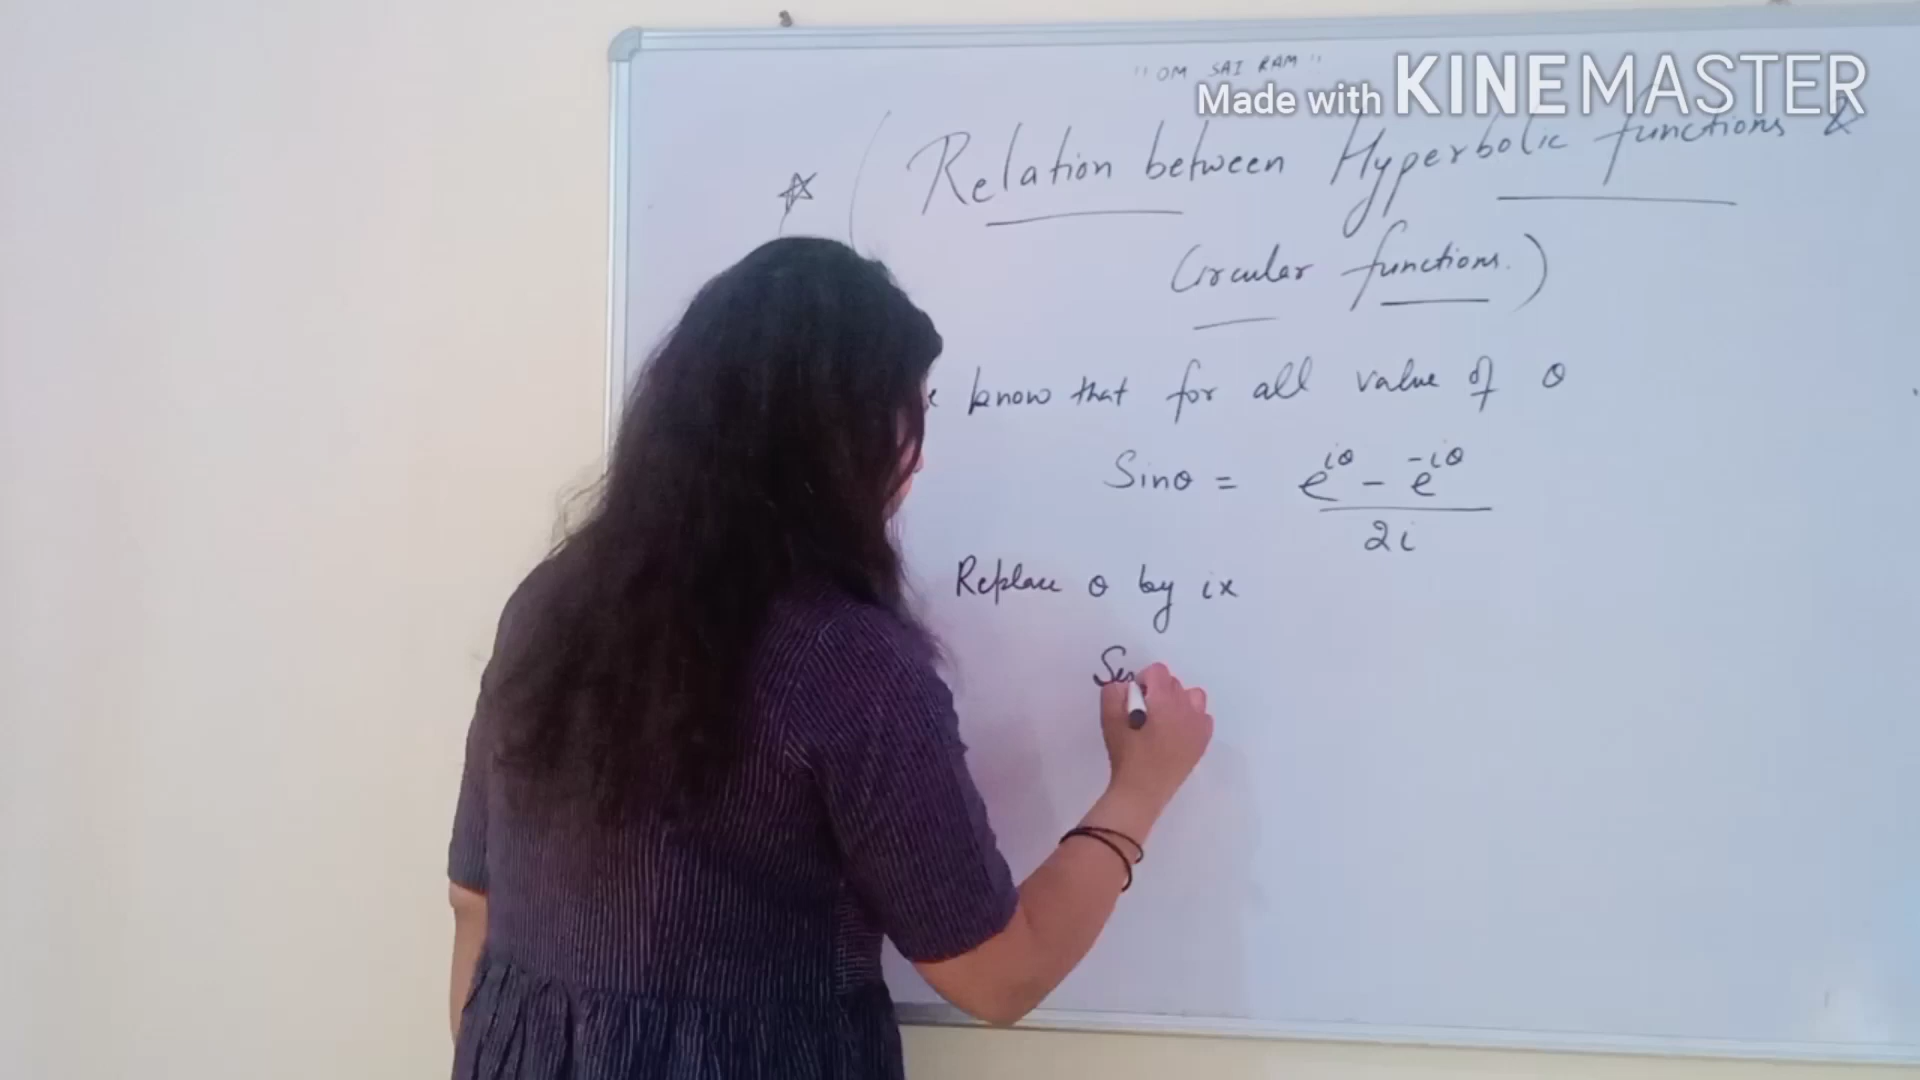 "OM SAI RAM"
Made with KINEMASTER
* ( Relation between Hyperbolic functions &
Circular functions. )
know that for all value of θ
Sinθ = e^{iθ} - e^{-iθ} / 2i
Replace θ by ix